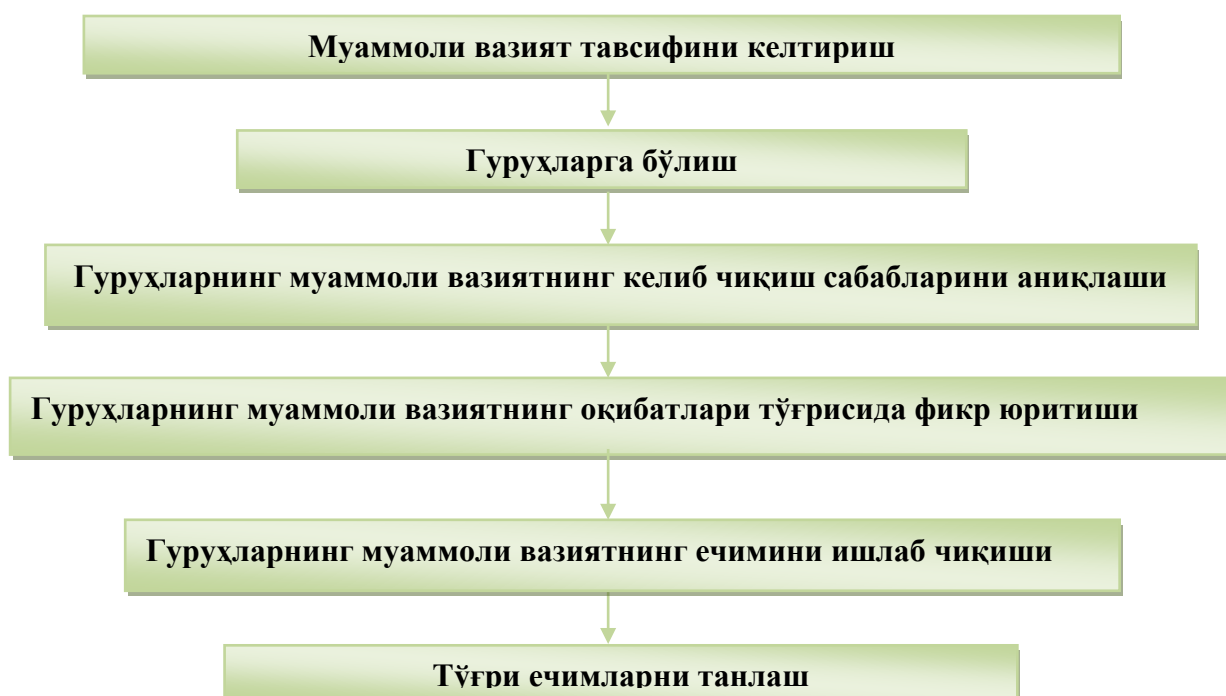 Муаммоли вазият тавсифини келтириш
Гуруҳларга бўлиш
Гуруҳларнинг муаммоли вазиятнинг келиб чиқиш сабабларини аниқлаши
Гуруҳларнинг муаммоли вазиятнинг оқибатлари тўғрисида фикр юритиши
Гуруҳларнинг муаммоли вазиятнинг ечимини ишлаб чиқиши
Тўғри ечимларни танлаш